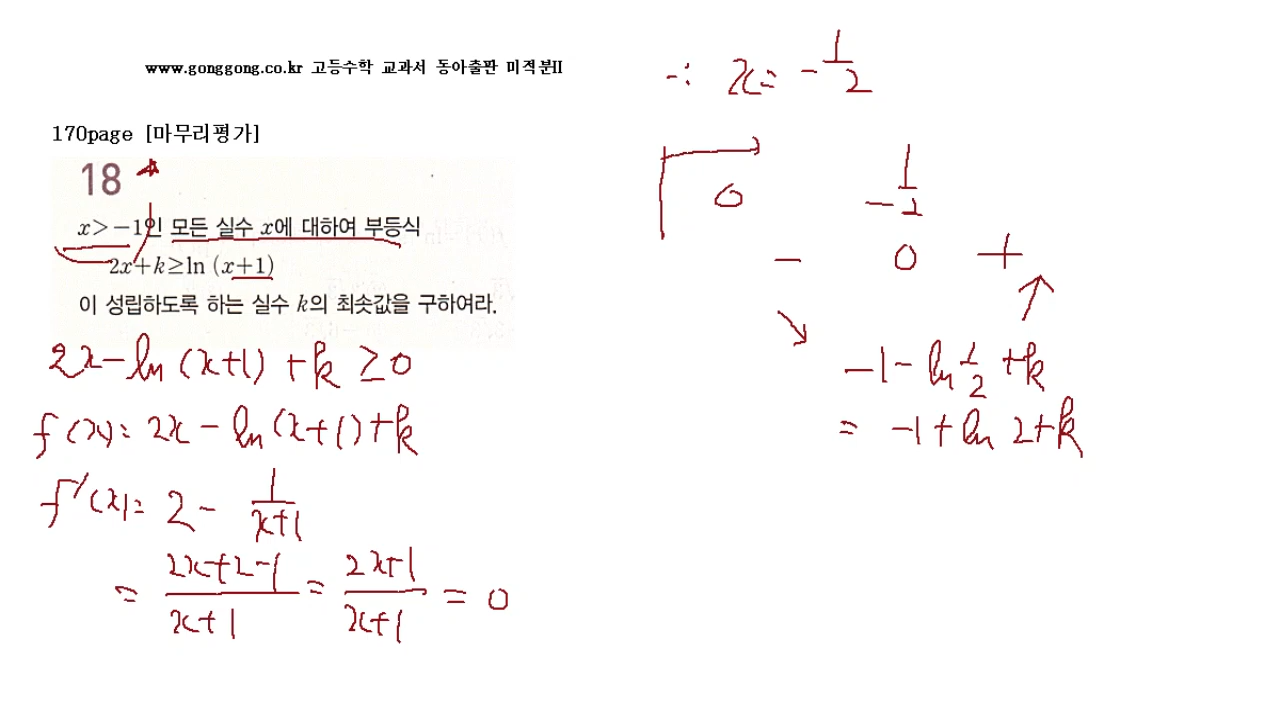 www.gonggong.co.kr 고등수학 교과서 동아출판 미적분II
170page [마무리평가]
18
x>−1인 모든 실수 x에 대하여 부등식
2x+k≥ln (x+1)
이 성립하도록 하는 실수 k의 최솟값을 구하여라.
2x−ln(x+1)+k≥0
f(x)=2x−ln(x+1)+k
f'(x)=2−1/(x+1)
=(2x+2−1)/(x+1)=(2x+1)/(x+1)=0
∴ x=−1/2
0 −1/2
− 0 +
↘ ↗
−1−ln 1/2+k
=−1+ln 2+k